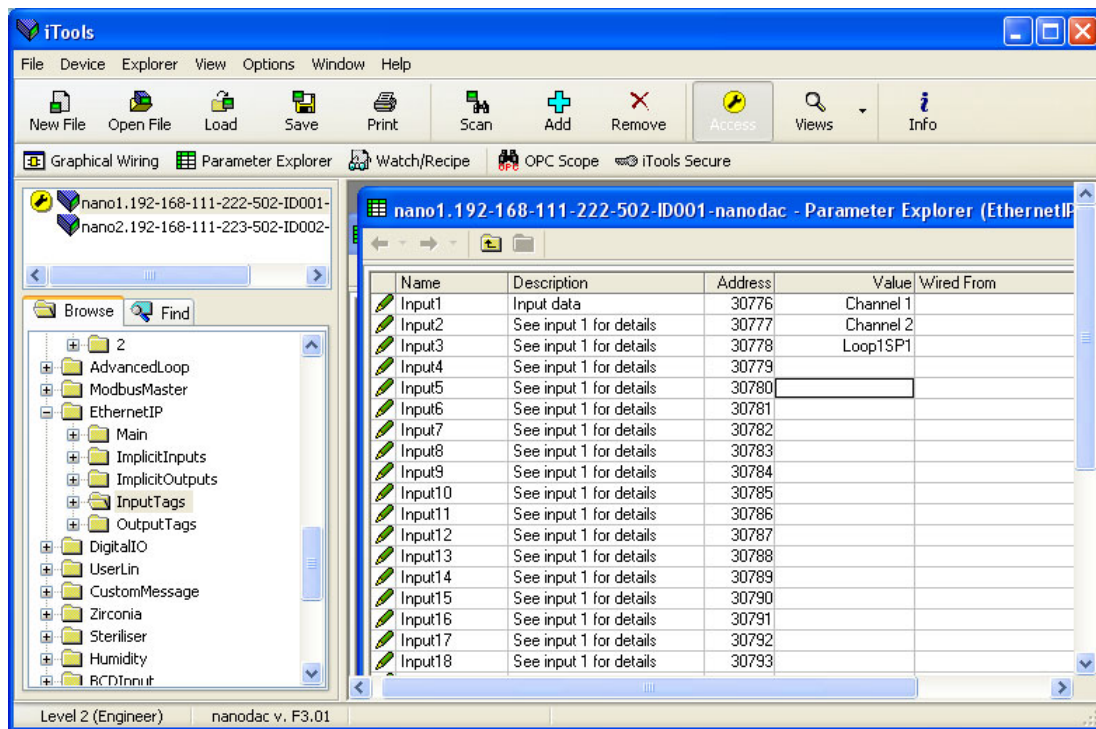 iTools
File Device Explorer View Options Window Help
New File Open File Load Save Print Scan Add Remove Access Views Info
Graphical Wiring Parameter Explorer Watch/Recipe OPC Scope iTools Secure
nano1.192-168-111-222-502-ID001-
nano2.192-168-111-223-502-ID002-
Browse Find
2
AdvancedLoop
ModbusMaster
EthernetIP
Main
ImplicitInputs
ImplicitOutputs
InputTags
OutputTags
DigitalIO
UserLin
CustomMessage
Zirconia
Steriliser
Humidity
BCDInput
nano1.192-168-111-222-502-ID001-nanodac - Parameter Explorer (EthernetIP
Name Description Address Value Wired From
Input1 Input data 30776 Channel 1
Input2 See input 1 for details 30777 Channel 2
Input3 See input 1 for details 30778 Loop1SP1
Input4 See input 1 for details 30779
Input5 See input 1 for details 30780
Input6 See input 1 for details 30781
Input7 See input 1 for details 30782
Input8 See input 1 for details 30783
Input9 See input 1 for details 30784
Input10 See input 1 for details 30785
Input11 See input 1 for details 30786
Input12 See input 1 for details 30787
Input13 See input 1 for details 30788
Input14 See input 1 for details 30789
Input15 See input 1 for details 30790
Input16 See input 1 for details 30791
Input17 See input 1 for details 30792
Input18 See input 1 for details 30793
Level 2 (Engineer) nanodac v. F3.01